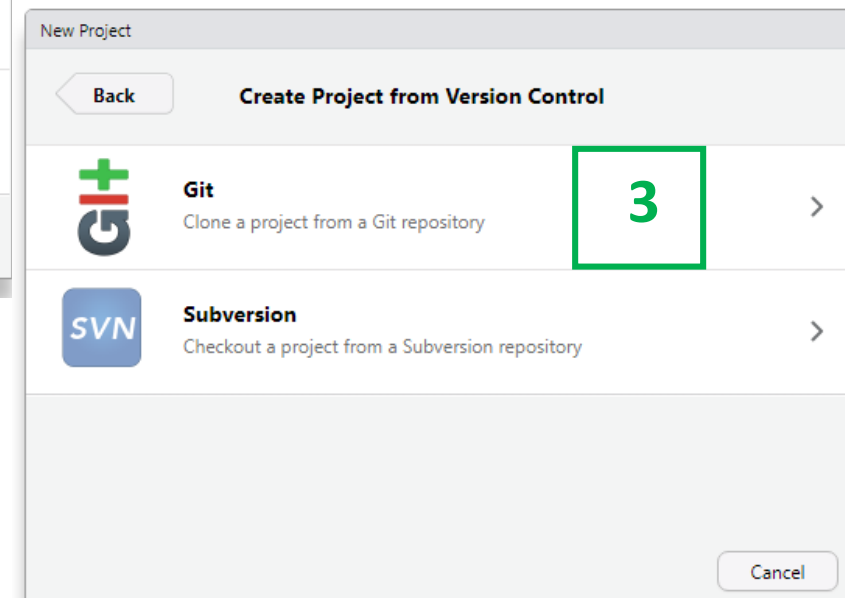 New Project
Back
Create Project from Version Control
git
Git
Clone a project from a Git repository
3
SVN
Subversion
Checkout a project from a Subversion repository
Cancel